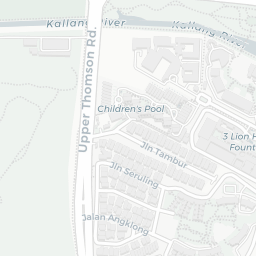 Kallang River
Kallang River
Upper Thomson Rd.
Children's Pool
3 Lion H
Fount
Jln Tambur
Jln Seruling
Jalan Angklong